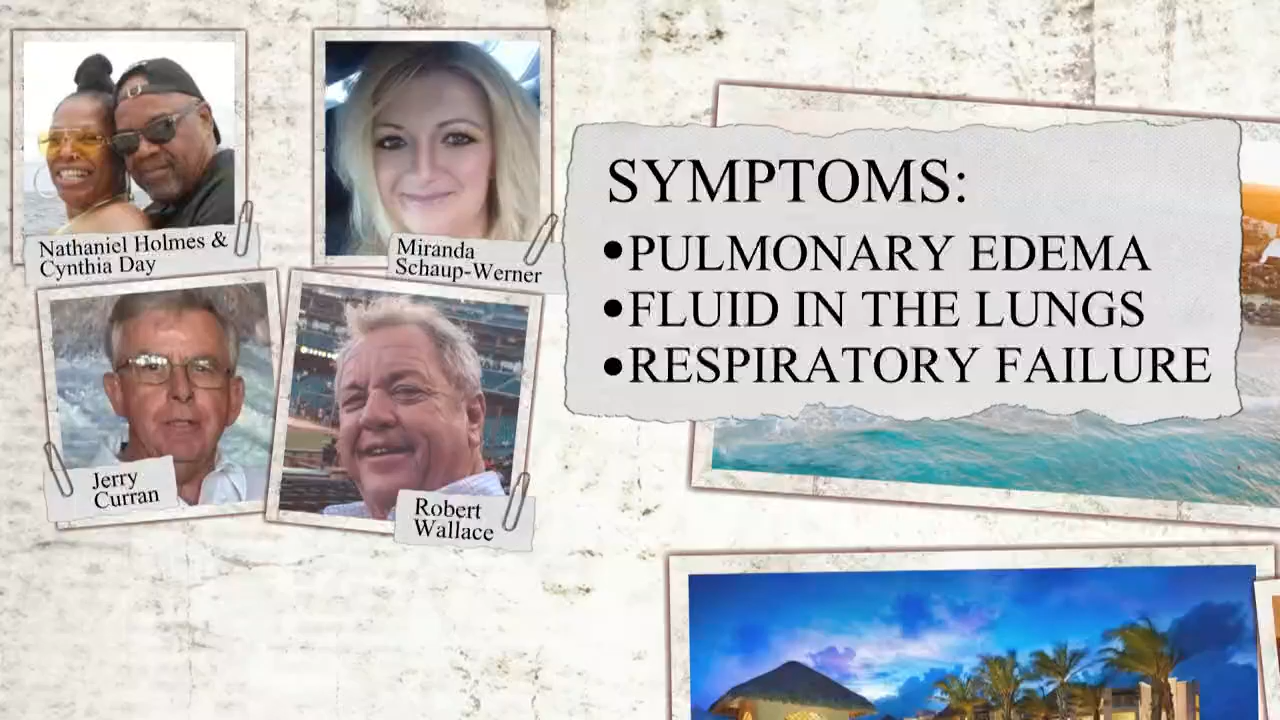 Nathaniel Holmes &
Cynthia Day
Miranda
Schaup-Werner
Jerry
Curran
Robert
Wallace
SYMPTOMS:
•PULMONARY EDEMA
•FLUID IN THE LUNGS
•RESPIRATORY FAILURE